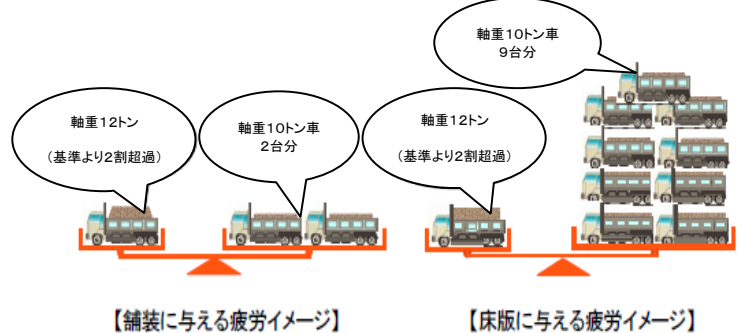 軸重10トン車
9台分
軸重12トン
(基準より2割超過)
軸重10トン車
2台分
軸重12トン
(基準より2割超過)
【舗装に与える疲労イメージ】
【床版に与える疲労イメージ】